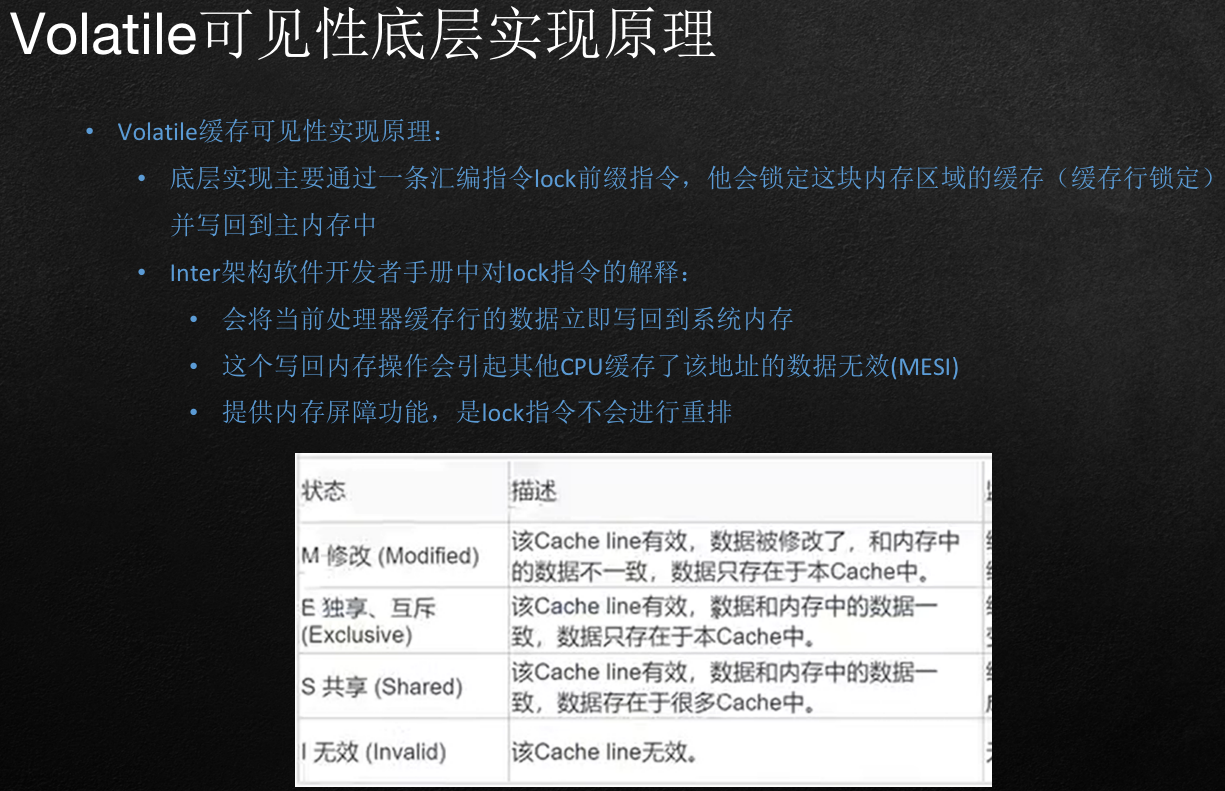 Volatile可见性底层实现原理
• Volatile缓存可见性实现原理：
• 底层实现主要通过一条汇编指令lock前缀指令，他会锁定这块内存区域的缓存（缓存行锁定）
并写回到主内存中
• Inter架构软件开发者手册中对lock指令的解释：
• 会将当前处理器缓存行的数据立即写回到系统内存
• 这个写回内存操作会引起其他CPU缓存了该地址的数据无效(MESI)
• 提供内存屏障功能，是lock指令不会进行重排
状态 描述
M 修改 (Modified) 该Cache line有效，数据被修改了，和内存中
的数据不一致，数据只存在于本Cache中。
E 独享、互斥 该Cache line有效，数据和内存中的数据一
(Exclusive) 致，数据只存在于本Cache中。
S 共享 (Shared) 该Cache line有效，数据和内存中的数据一
致，数据存在于很多Cache中。
I 无效 (Invalid) 该Cache line无效。